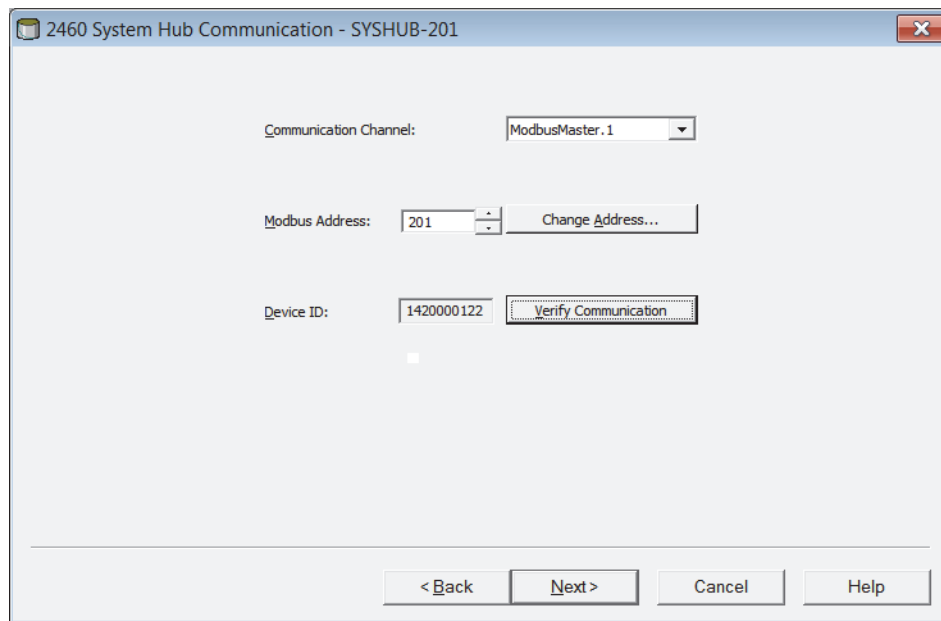 2460 System Hub Communication - SYSHUB-201
Communication Channel: ModbusMaster.1
Modbus Address: 201 Change Address...
Device ID: 1420000122 Verify Communication
< Back Next > Cancel Help